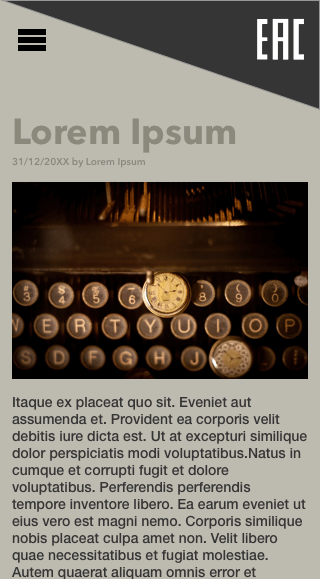 EAC
Lorem Ipsum
31/12/20XX by Lorem Ipsum
3 $ 4 % 5 - 6 ' 8 ( 9 ) 0
W E R T Y U I O P
S D F G H J
Itaque ex placeat quo sit. Eveniet aut
assumenda et. Provident ea corporis velit
debitis iure dicta est. Ut at excepturi similique
dolor perspiciatis modi voluptatibus.Natus in
cumque et corrupti fugit et dolore
voluptatibus. Perferendis perferendis
tempore inventore libero. Ea earum eveniet ut
eius vero est magni nemo. Corporis similique
nobis placeat culpa amet non. Velit libero
quae necessitatibus et fugiat molestiae.
Autem quaerat aliquam omnis error et